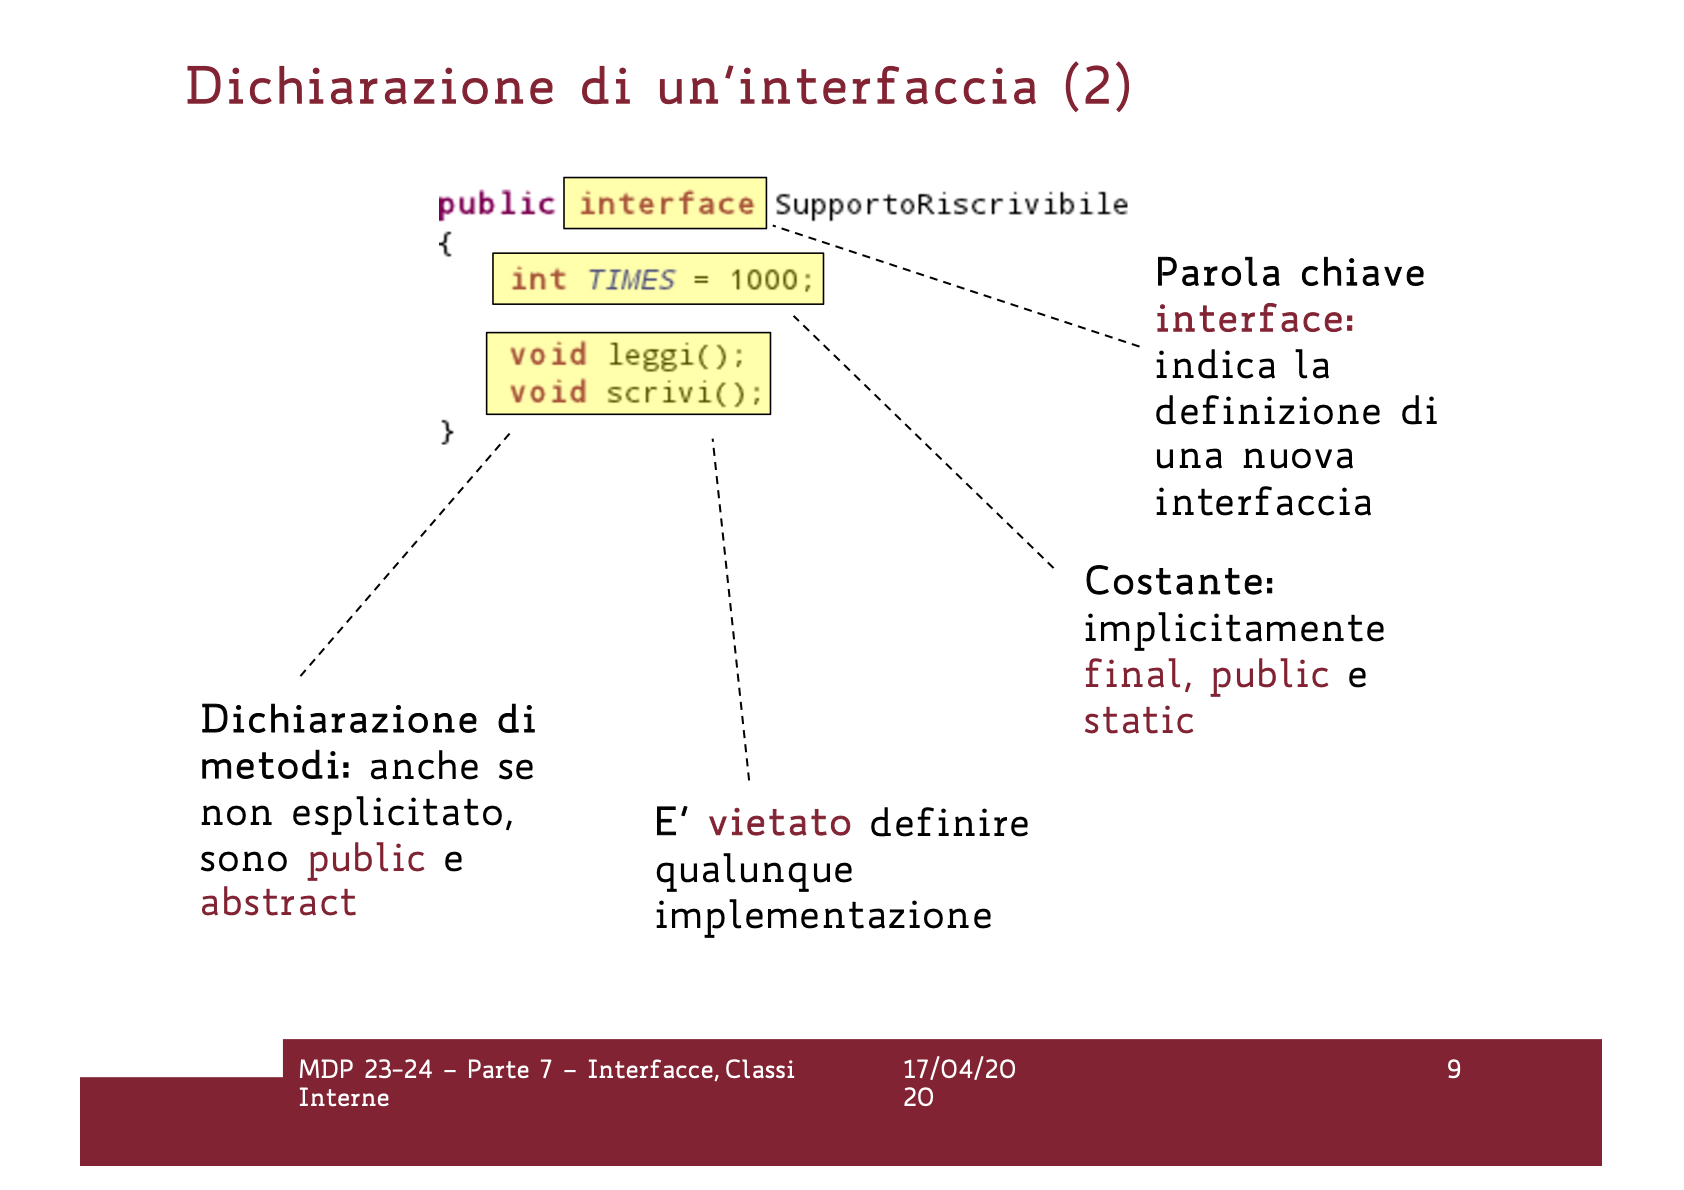 Dichiarazione di un‘interfaccia (2)
public interface SupportoRiscrivibile
{
int TIMES = 1000;
void leggi();
void scrivi();
}
Parola chiave
interface:
indica la
definizione di
una nuova
interfaccia
Costante:
implicitamente
final, public e
static
Dichiarazione di
metodi: anche se
non esplicitato,
sono public e
abstract
E‘ vietato definire
qualunque
implementazione
MDP 23-24 – Parte 7 – Interfacce, Classi
Interne
17/04/20
20
9